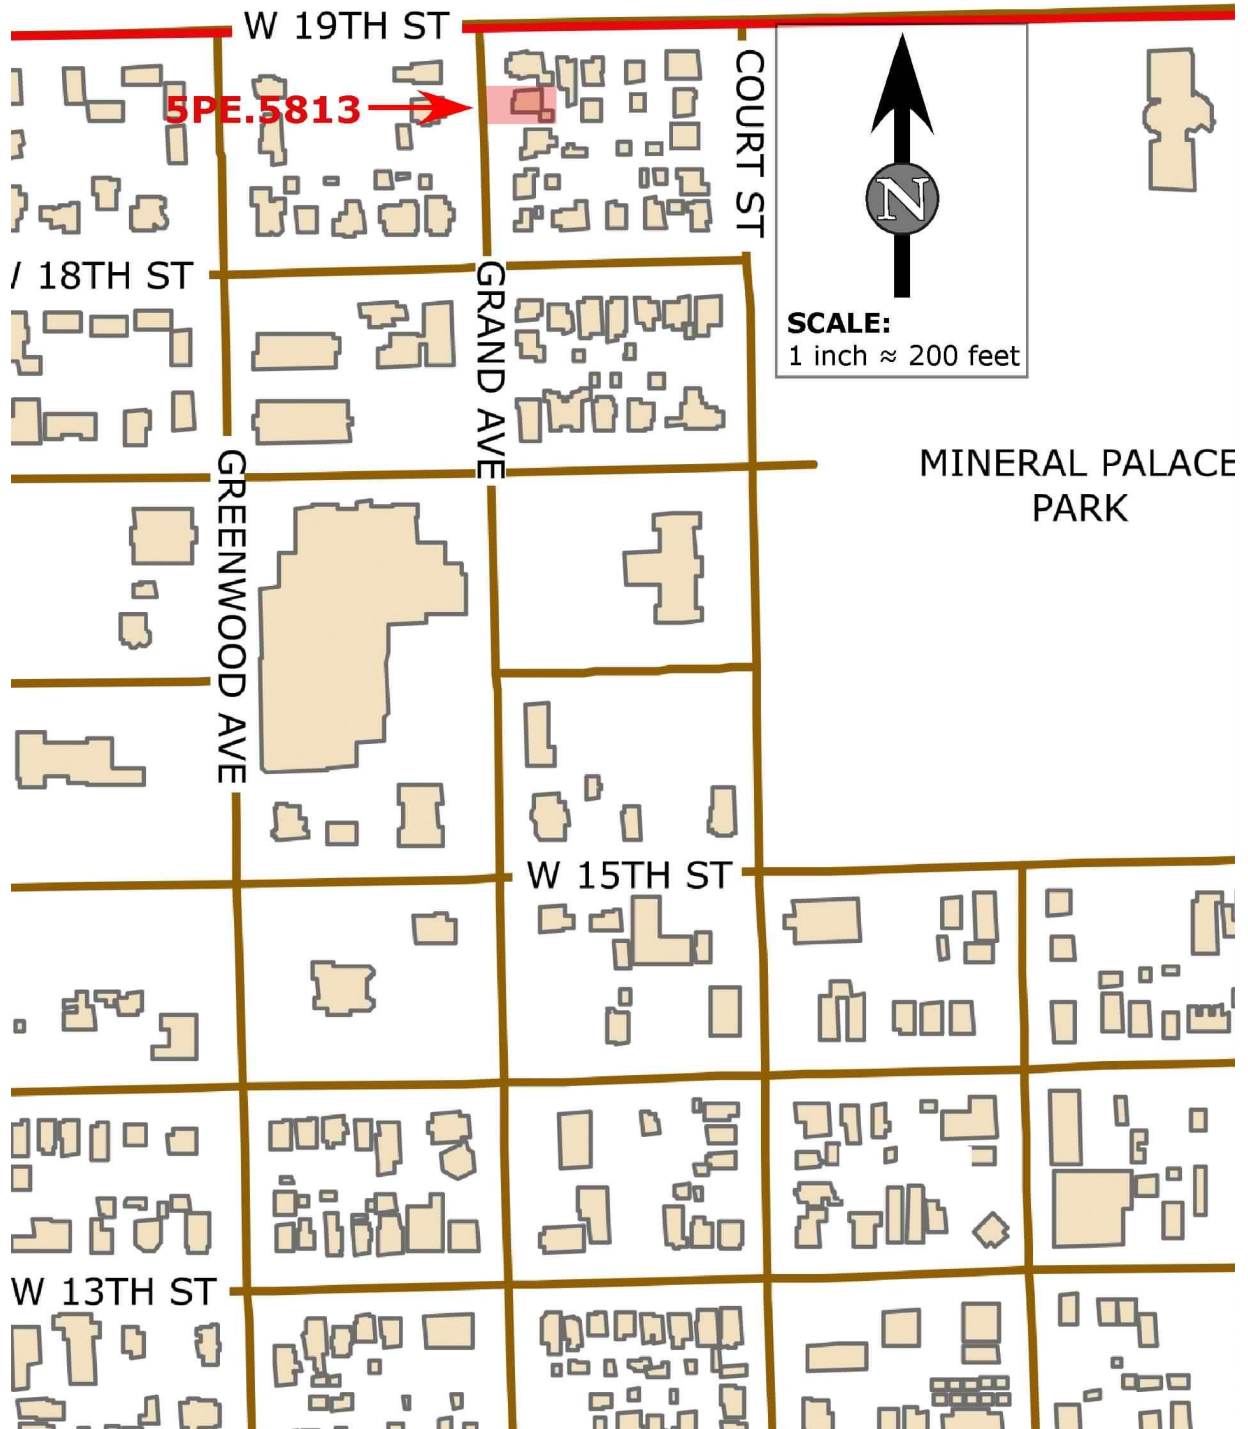 W 19TH ST
COURT ST
5PE.5813
N
W 18TH ST
GRAND AVE
SCALE:
1 inch ≈ 200 feet
GREENWOOD AVE
MINERAL PALACE
PARK
W 15TH ST
W 13TH ST